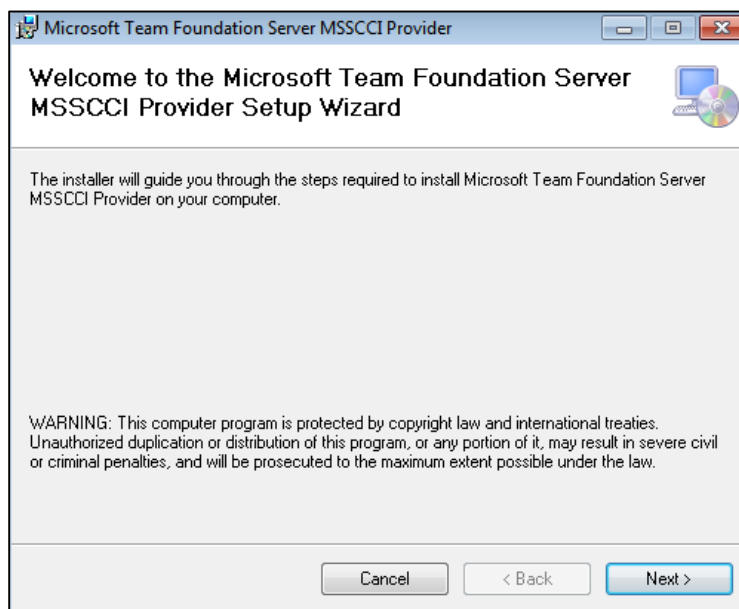 Microsoft Team Foundation Server MSSCCI Provider
Welcome to the Microsoft Team Foundation Server
MSSCCI Provider Setup Wizard
The installer will guide you through the steps required to install Microsoft Team Foundation Server
MSSCCI Provider on your computer.
WARNING: This computer program is protected by copyright law and international treaties.
Unauthorized duplication or distribution of this program, or any portion of it, may result in severe civil
or criminal penalties, and will be prosecuted to the maximum extent possible under the law.
Cancel < Back Next >